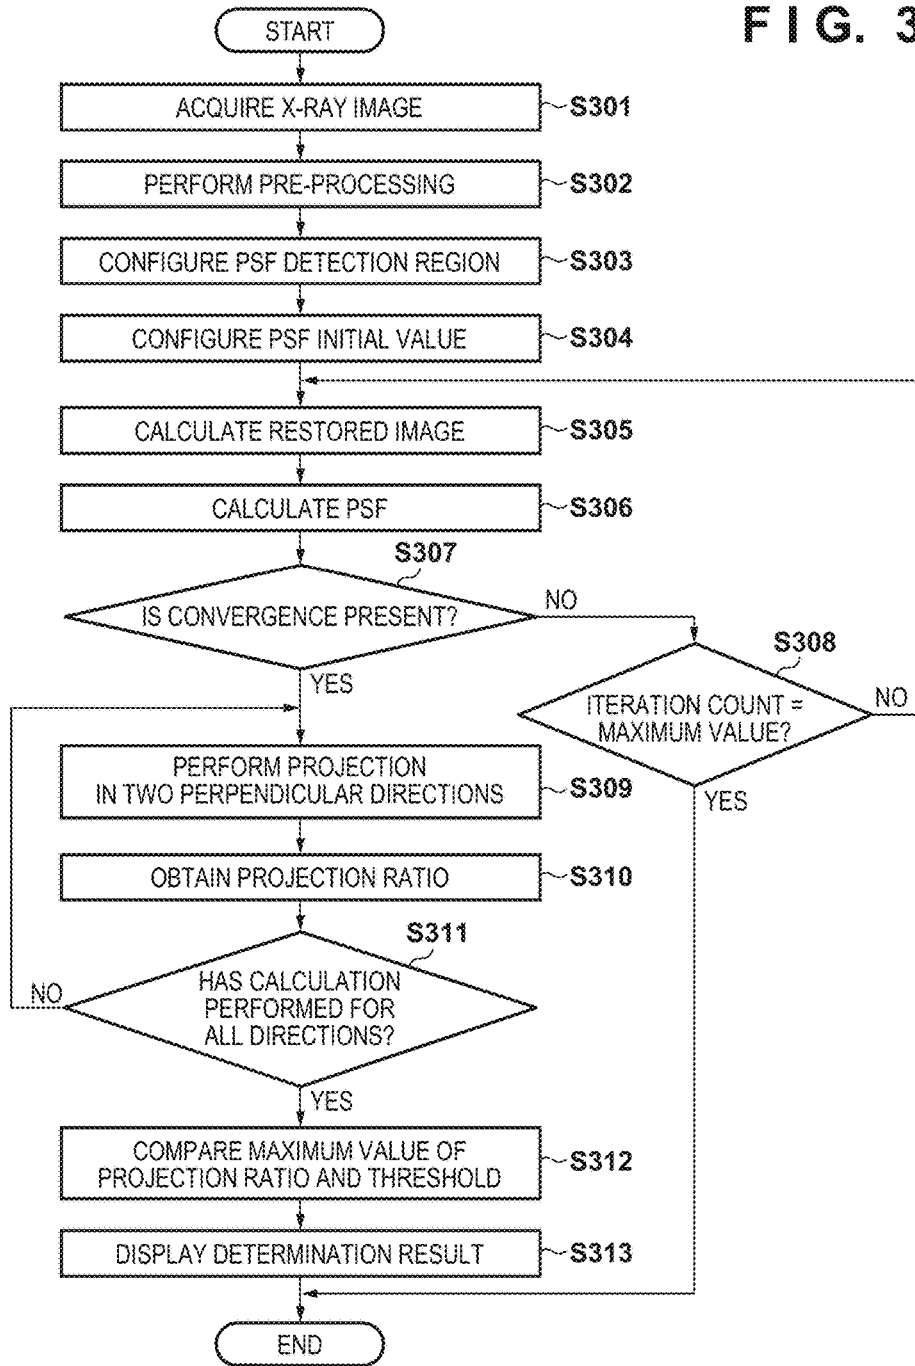 FIG. 3
START
ACQUIRE X-RAY IMAGE
S301
PERFORM PRE-PROCESSING
S302
CONFIGURE PSF DETECTION REGION
S303
CONFIGURE PSF INITIAL VALUE
S304
CALCULATE RESTORED IMAGE
S305
CALCULATE PSF
S306
S307
IS CONVERGENCE PRESENT?
NO
YES
S308
ITERATION COUNT =
MAXIMUM VALUE?
NO
YES
PERFORM PROJECTION
IN TWO PERPENDICULAR DIRECTIONS
S309
OBTAIN PROJECTION RATIO
S310
S311
HAS CALCULATION
PERFORMED FOR
ALL DIRECTIONS?
NO
YES
COMPARE MAXIMUM VALUE OF
PROJECTION RATIO AND THRESHOLD
S312
DISPLAY DETERMINATION RESULT
S313
END